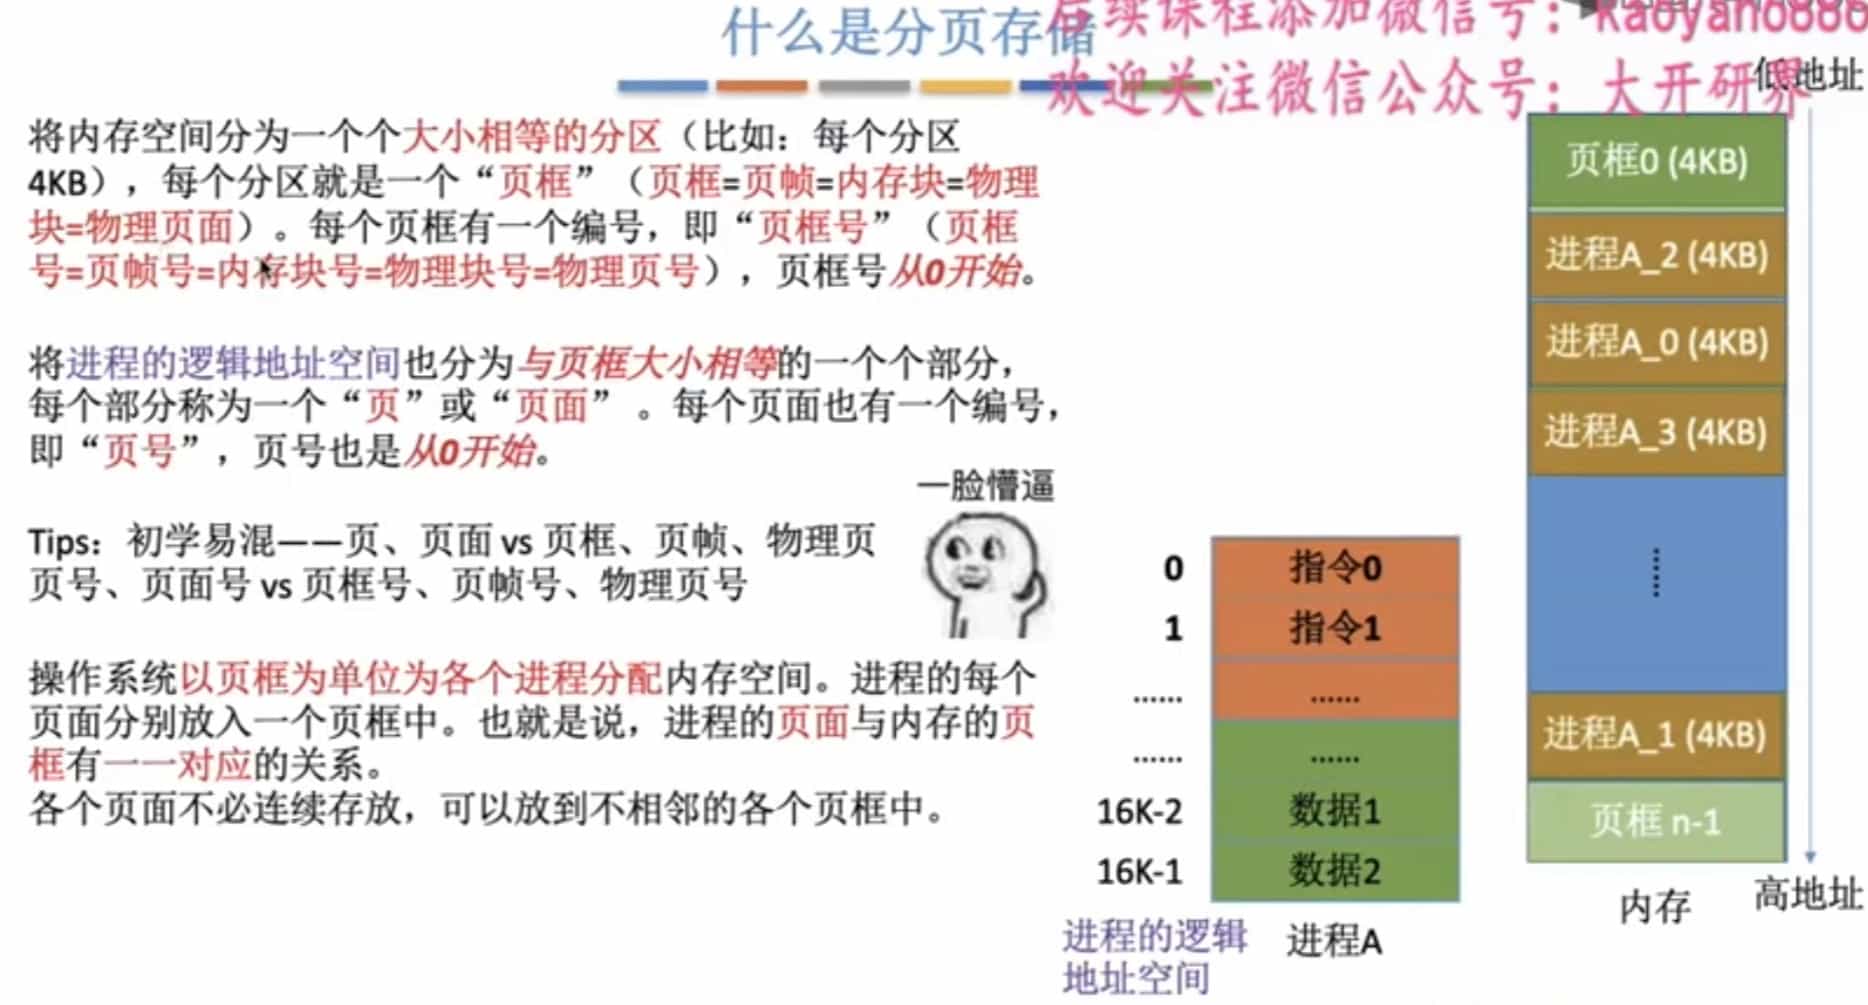 什么是分页存储
后续课程添加微信号：kaoyan6886
欢迎关注微信公众号：大开研界
低地址
将内存空间分为一个个大小相等的分区（比如：每个分区
4KB），每个分区就是一个“页框”（页框=页帧=内存块=物理
块=物理页面）。每个页框有一个编号，即“页框号”（页框
号=页帧号=内存块号=物理块号=物理页号），页框号从0开始。
将进程的逻辑地址空间也分为与页框大小相等的一个个部分，
每个部分称为一个“页”或“页面” 。每个页面也有一个编号，
即“页号”，页号也是从0开始。
Tips：初学易混——页、页面 vs 页框、页帧、物理页
页号、页面号 vs 页框号、页帧号、物理页号
一脸懵逼
操作系统以页框为单位为各个进程分配内存空间。进程的每个
页面分别放入一个页框中。也就是说，进程的页面与内存的页
框有一一对应的关系。
各个页面不必连续存放，可以放到不相邻的各个页框中。
0 指令0
1 指令1
...... ......
...... ......
16K-2 数据1
16K-1 数据2
进程的逻辑
地址空间
进程A
页框0 (4KB)
进程A_2 (4KB)
进程A_0 (4KB)
进程A_3 (4KB)
......
进程A_1 (4KB)
页框 n-1
内存
高地址